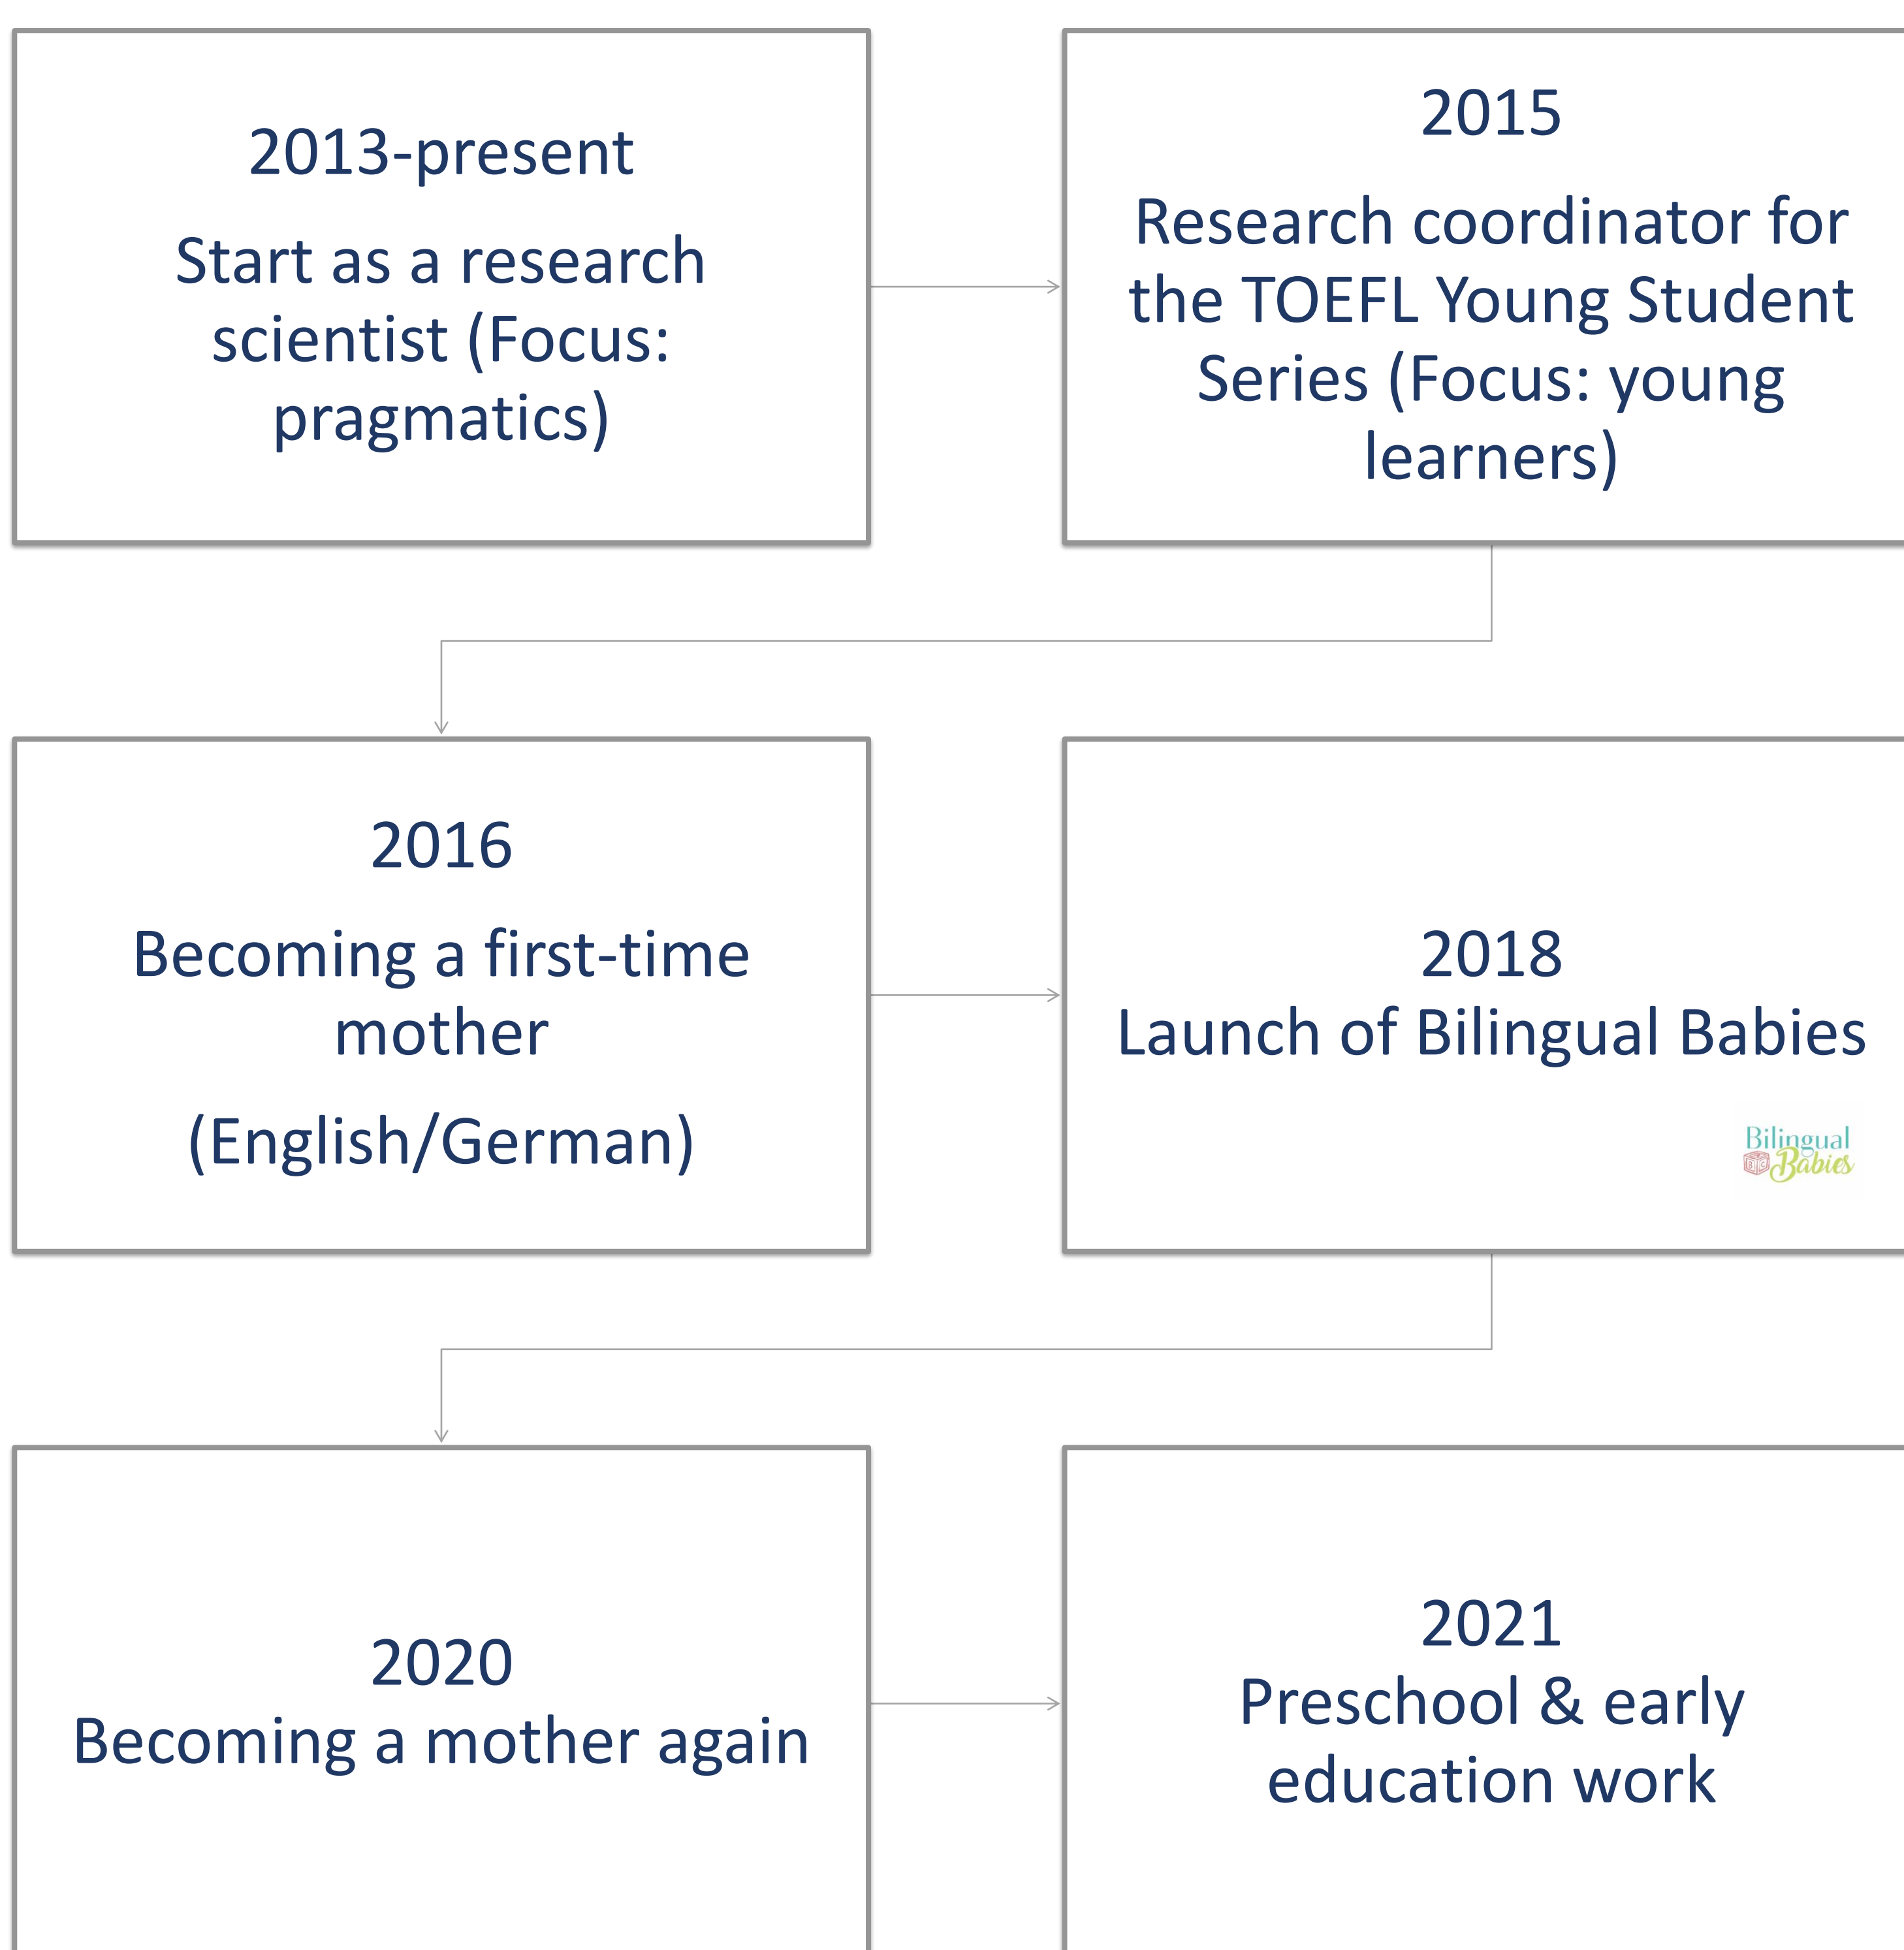 2013-present
Start as a research
scientist (Focus:
pragmatics)
2015
Research coordinator for
the TOEFL Young Student
Series (Focus: young
learners)
2016
Becoming a first-time
mother
(English/German)
2018
Launch of Bilingual Babies
Bilingual
Babies
2020
Becoming a mother again
2021
Preschool & early
education work